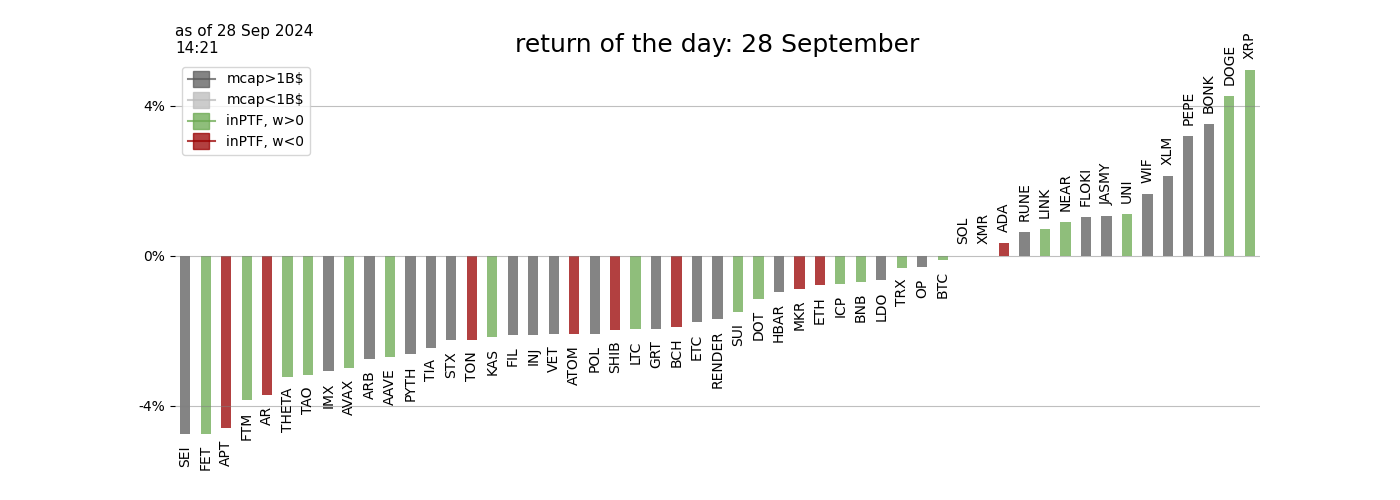 as of 28 Sep 2024
14:21
return of the day: 28 September
mcap>1B$
mcap<1B$
inPTF, w>0
inPTF, w<0
4%
0%
-4%
SEI
FET
APT
FTM
AR
THETA
TAO
IMX
AVAX
ARB
AAVE
PYTH
TIA
STX
TON
KAS
FIL
INJ
VET
ATOM
POL
SHIB
LTC
GRT
BCH
ETC
RENDER
SUI
DOT
HBAR
MKR
ETH
ICP
BNB
LDO
TRX
OP
BTC
SOL
XMR
ADA
RUNE
LINK
NEAR
FLOKI
JASMY
UNI
WIF
XLM
PEPE
BONK
DOGE
XRP